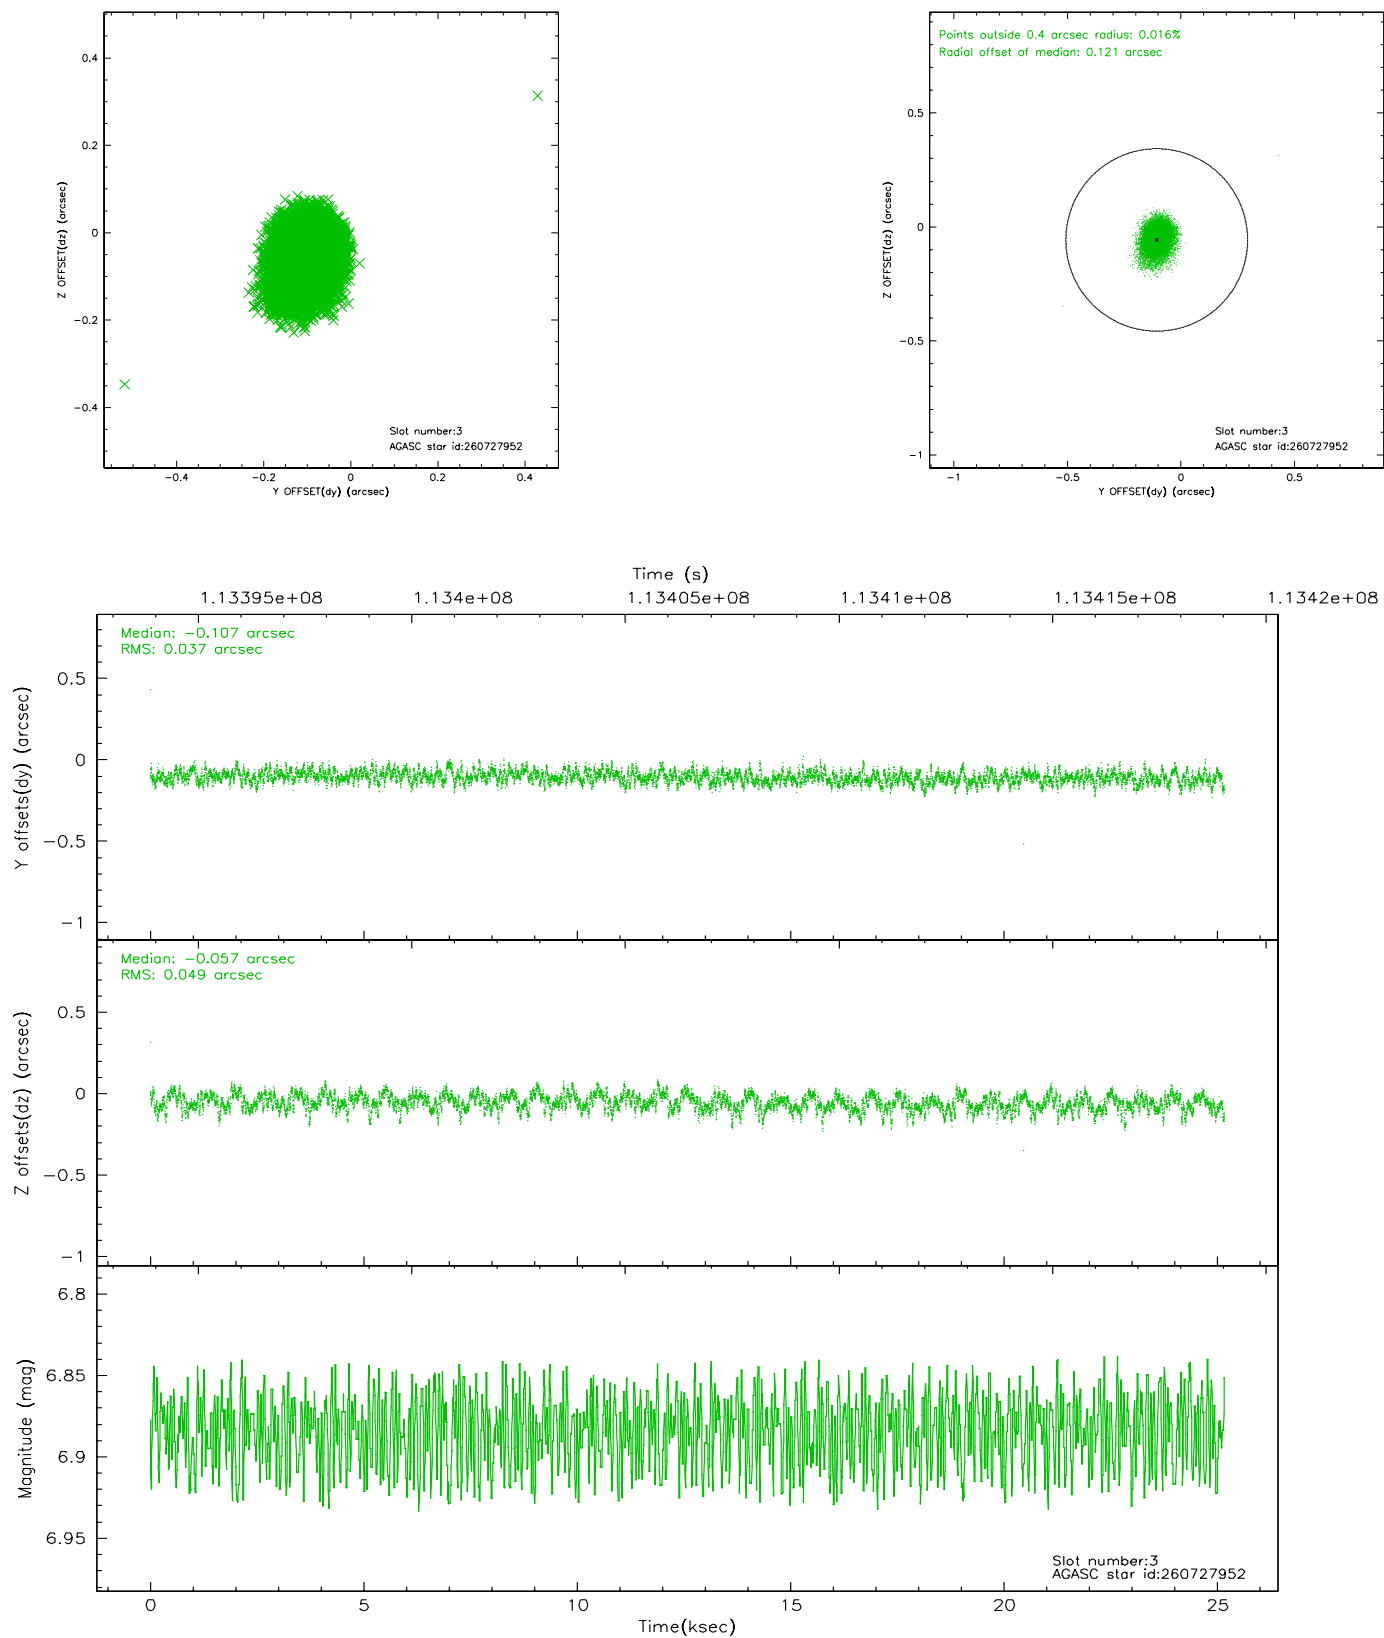 0.4
0.2
0
−0.2
−0.4
Z OFFSET(dz) (arcsec)
Slot number:3
AGASC star id:260727952
−0.4 −0.2 0 0.2 0.4
Y OFFSET(dy) (arcsec)
Points outside 0.4 arcsec radius: 0.016%
Radial offset of median: 0.121 arcsec
0.5
0
−0.5
−1
Z OFFSET(dz) (arcsec)
Slot number:3
AGASC star id:260727952
−1 −0.5 0 0.5
Y OFFSET(dy) (arcsec)
Time (s)
1.13395e+08 1.134e+08 1.13405e+08 1.1341e+08 1.13415e+08 1.1342e+08
Median: −0.107 arcsec
RMS: 0.037 arcsec
0.5
0
−0.5
−1
Y offsets(dy) (arcsec)
Median: −0.057 arcsec
RMS: 0.049 arcsec
0.5
0
−0.5
−1
Z offsets(dz) (arcsec)
6.8
6.85
6.9
6.95
Magnitude (mag)
Slot number:3
AGASC star id:260727952
0 5 10 15 20 25
Time(ksec)